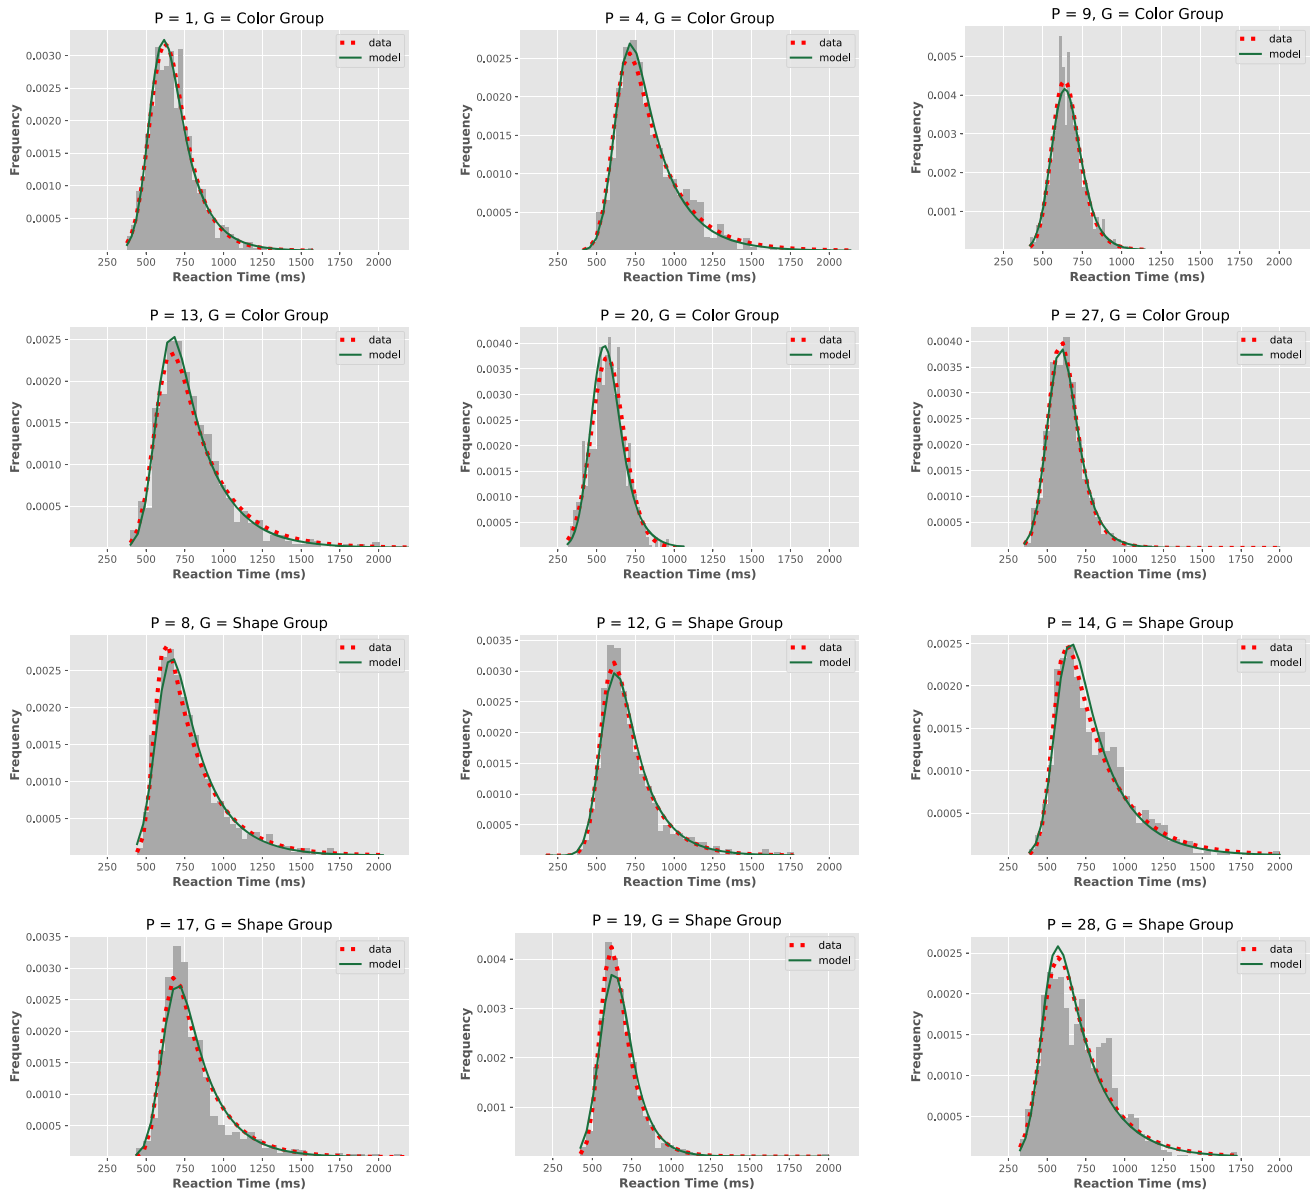 P = 1, G = Color Group
data
model
0.0030
0.0025
0.0020
0.0015
0.0010
0.0005
Frequency
250 500 750 1000 1250 1500 1750 2000
Reaction Time (ms)
P = 4, G = Color Group
data
model
0.0025
0.0020
0.0015
0.0010
0.0005
Frequency
250 500 750 1000 1250 1500 1750 2000
Reaction Time (ms)
P = 9, G = Color Group
data
model
0.005
0.004
0.003
0.002
0.001
Frequency
250 500 750 1000 1250 1500 1750 2000
Reaction Time (ms)
P = 13, G = Color Group
data
model
0.0025
0.0020
0.0015
0.0010
0.0005
Frequency
250 500 750 1000 1250 1500 1750 2000
Reaction Time (ms)
P = 20, G = Color Group
data
model
0.0040
0.0035
0.0030
0.0025
0.0020
0.0015
0.0010
0.0005
Frequency
250 500 750 1000 1250 1500 1750 2000
Reaction Time (ms)
P = 27, G = Color Group
data
model
0.0040
0.0035
0.0030
0.0025
0.0020
0.0015
0.0010
0.0005
Frequency
250 500 750 1000 1250 1500 1750 2000
Reaction Time (ms)
P = 8, G = Shape Group
data
model
0.0025
0.0020
0.0015
0.0010
0.0005
Frequency
250 500 750 1000 1250 1500 1750 2000
Reaction Time (ms)
P = 12, G = Shape Group
data
model
0.0035
0.0030
0.0025
0.0020
0.0015
0.0010
0.0005
Frequency
250 500 750 1000 1250 1500 1750 2000
Reaction Time (ms)
P = 14, G = Shape Group
data
model
0.0025
0.0020
0.0015
0.0010
0.0005
Frequency
250 500 750 1000 1250 1500 1750 2000
Reaction Time (ms)
P = 17, G = Shape Group
data
model
0.0035
0.0030
0.0025
0.0020
0.0015
0.0010
0.0005
Frequency
250 500 750 1000 1250 1500 1750 2000
Reaction Time (ms)
P = 19, G = Shape Group
data
model
0.004
0.003
0.002
0.001
Frequency
250 500 750 1000 1250 1500 1750 2000
Reaction Time (ms)
P = 28, G = Shape Group
data
model
0.0025
0.0020
0.0015
0.0010
0.0005
Frequency
250 500 750 1000 1250 1500 1750 2000
Reaction Time (ms)